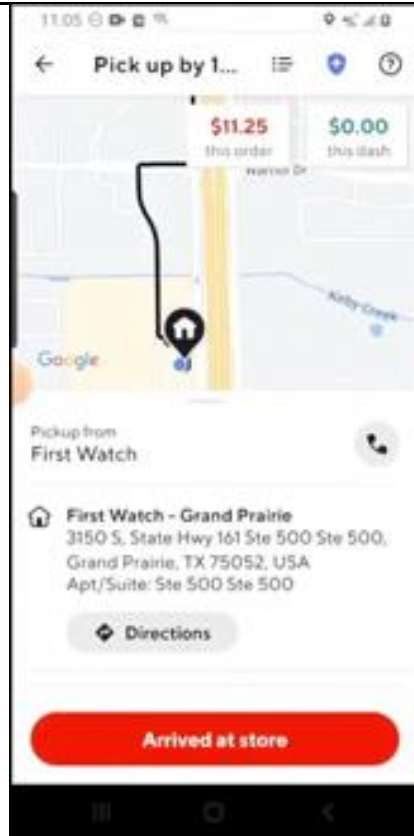 11:05
Pick up by 1...
$11.25
this order
$0.00
this dash
Warrior Dr
Kirby Creek
Google
Pickup from
First Watch
First Watch - Grand Prairie
3150 S, State Hwy 161 Ste 500 Ste 500,
Grand Prairie, TX 75052, USA
Apt/Suite: Ste 500 Ste 500
Directions
Arrived at store